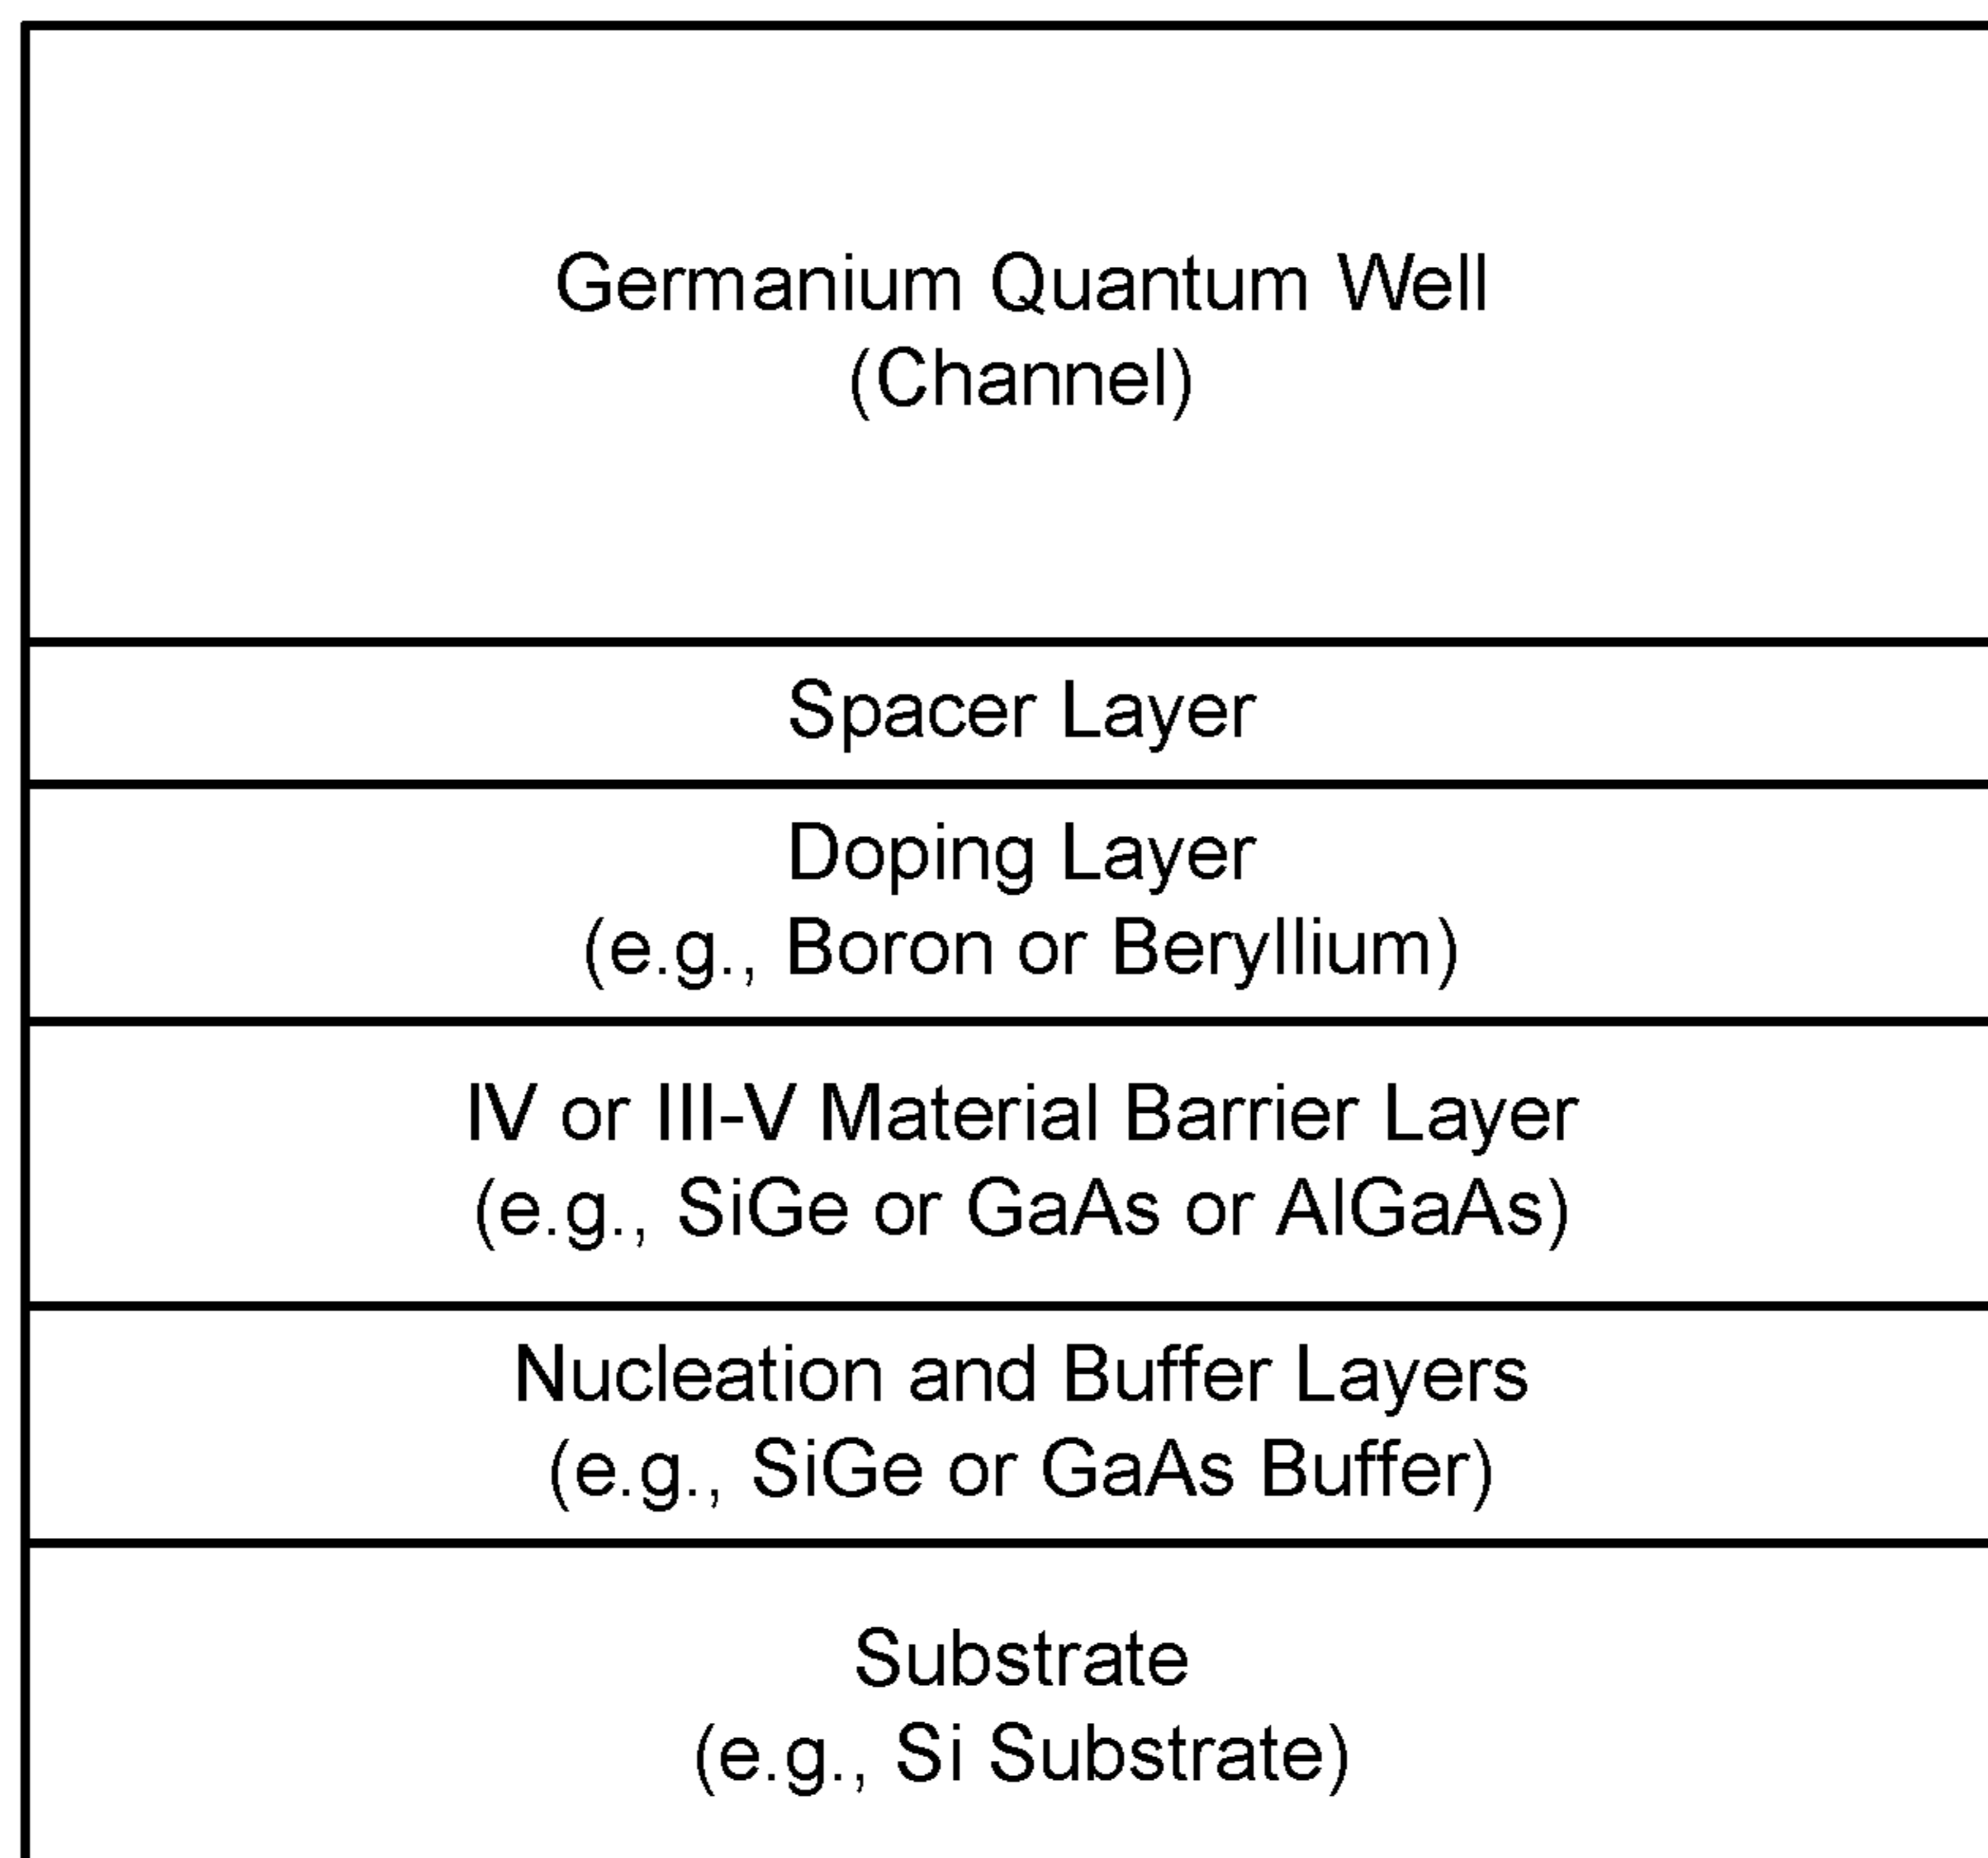 Germanium Quantum Well
(Channel)
Spacer Layer
Doping Layer
(e.g., Boron or Beryllium)
IV or III-V Material Barrier Layer
(e.g., SiGe or GaAs or AlGaAs)
Nucleation and Buffer Layers
(e.g., SiGe or GaAs Buffer)
Substrate
(e.g., Si Substrate)